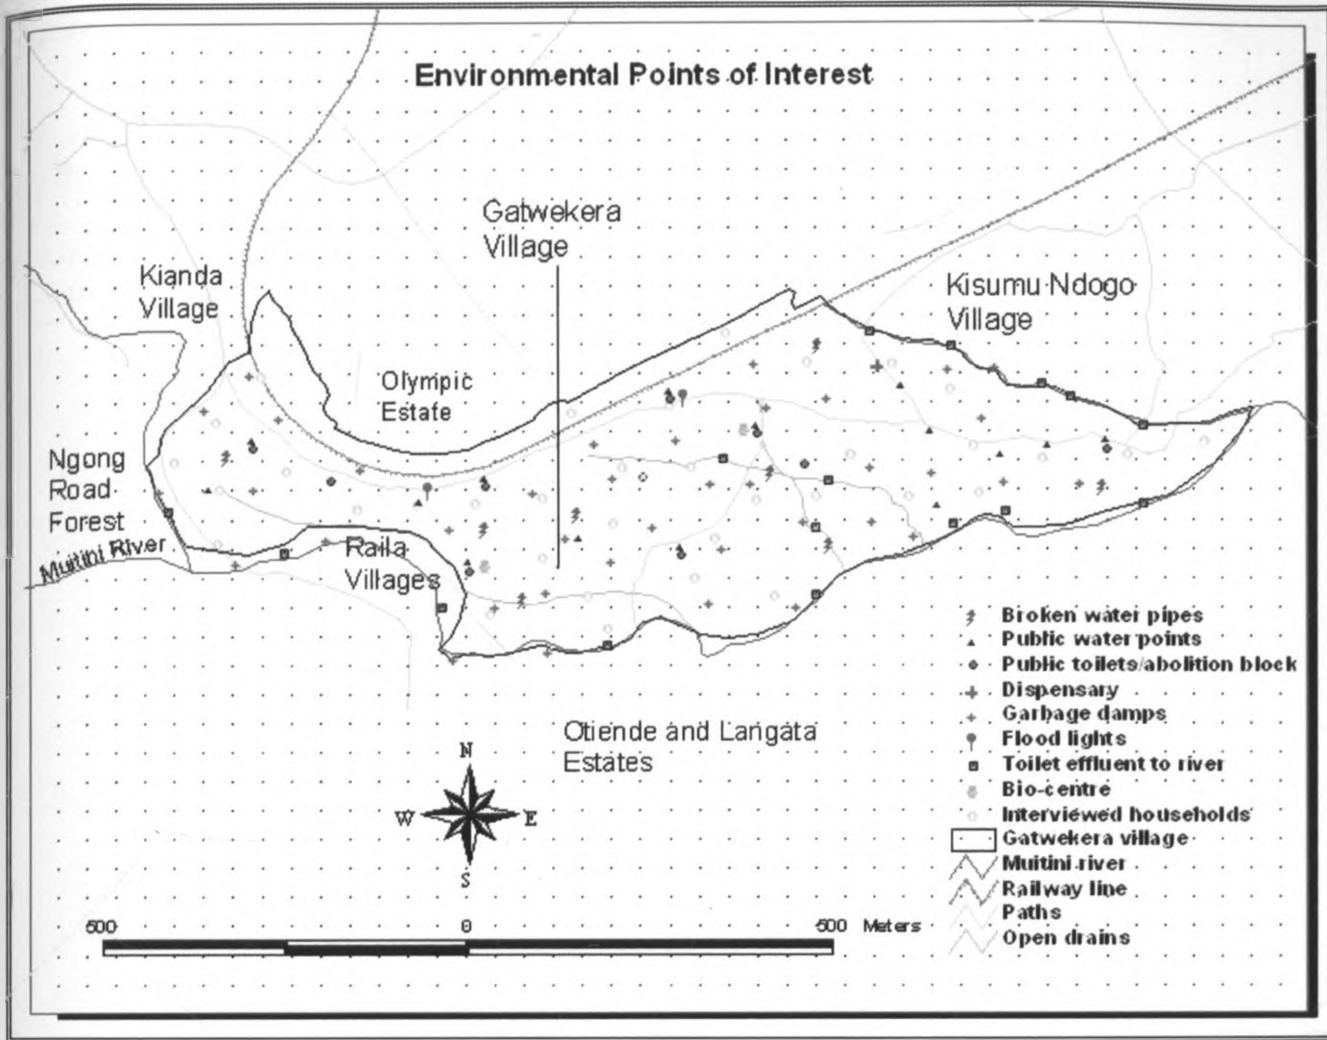 Environmental Points of Interest
Gatwekera
Village
Kianda
Village
Kisumu Ndogo
Village
Olympic
Estate
Ngong
Road
Forest
Muitini River
Raila
Villages
Otiende and Langata
Estates
N
W
E
S
500
0
500 Meters
Broken water pipes
Public water points
Public toilets/abolition block
Dispensary
Garbage damps
Flood lights
Toilet effluent to river
Bio-centre
Interviewed households
Gatwekera village
Muitini river
Railway line
Paths
Open drains